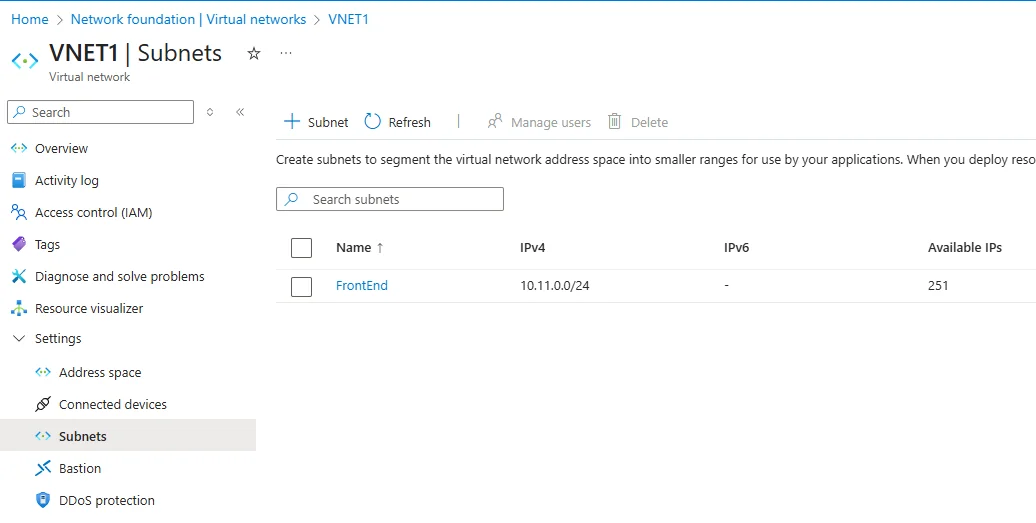 Home > Network foundation | Virtual networks > VNET1
VNET1 | Subnets
Virtual network
Search
Overview
Activity log
Access control (IAM)
Tags
Diagnose and solve problems
Resource visualizer
Settings
Address space
Connected devices
Subnets
Bastion
DDoS protection
+ Subnet Refresh | Manage users Delete
Create subnets to segment the virtual network address space into smaller ranges for use by your applications. When you deploy reso
Search subnets
Name ↑ IPv4 IPv6 Available IPs
FrontEnd 10.11.0.0/24 - 251